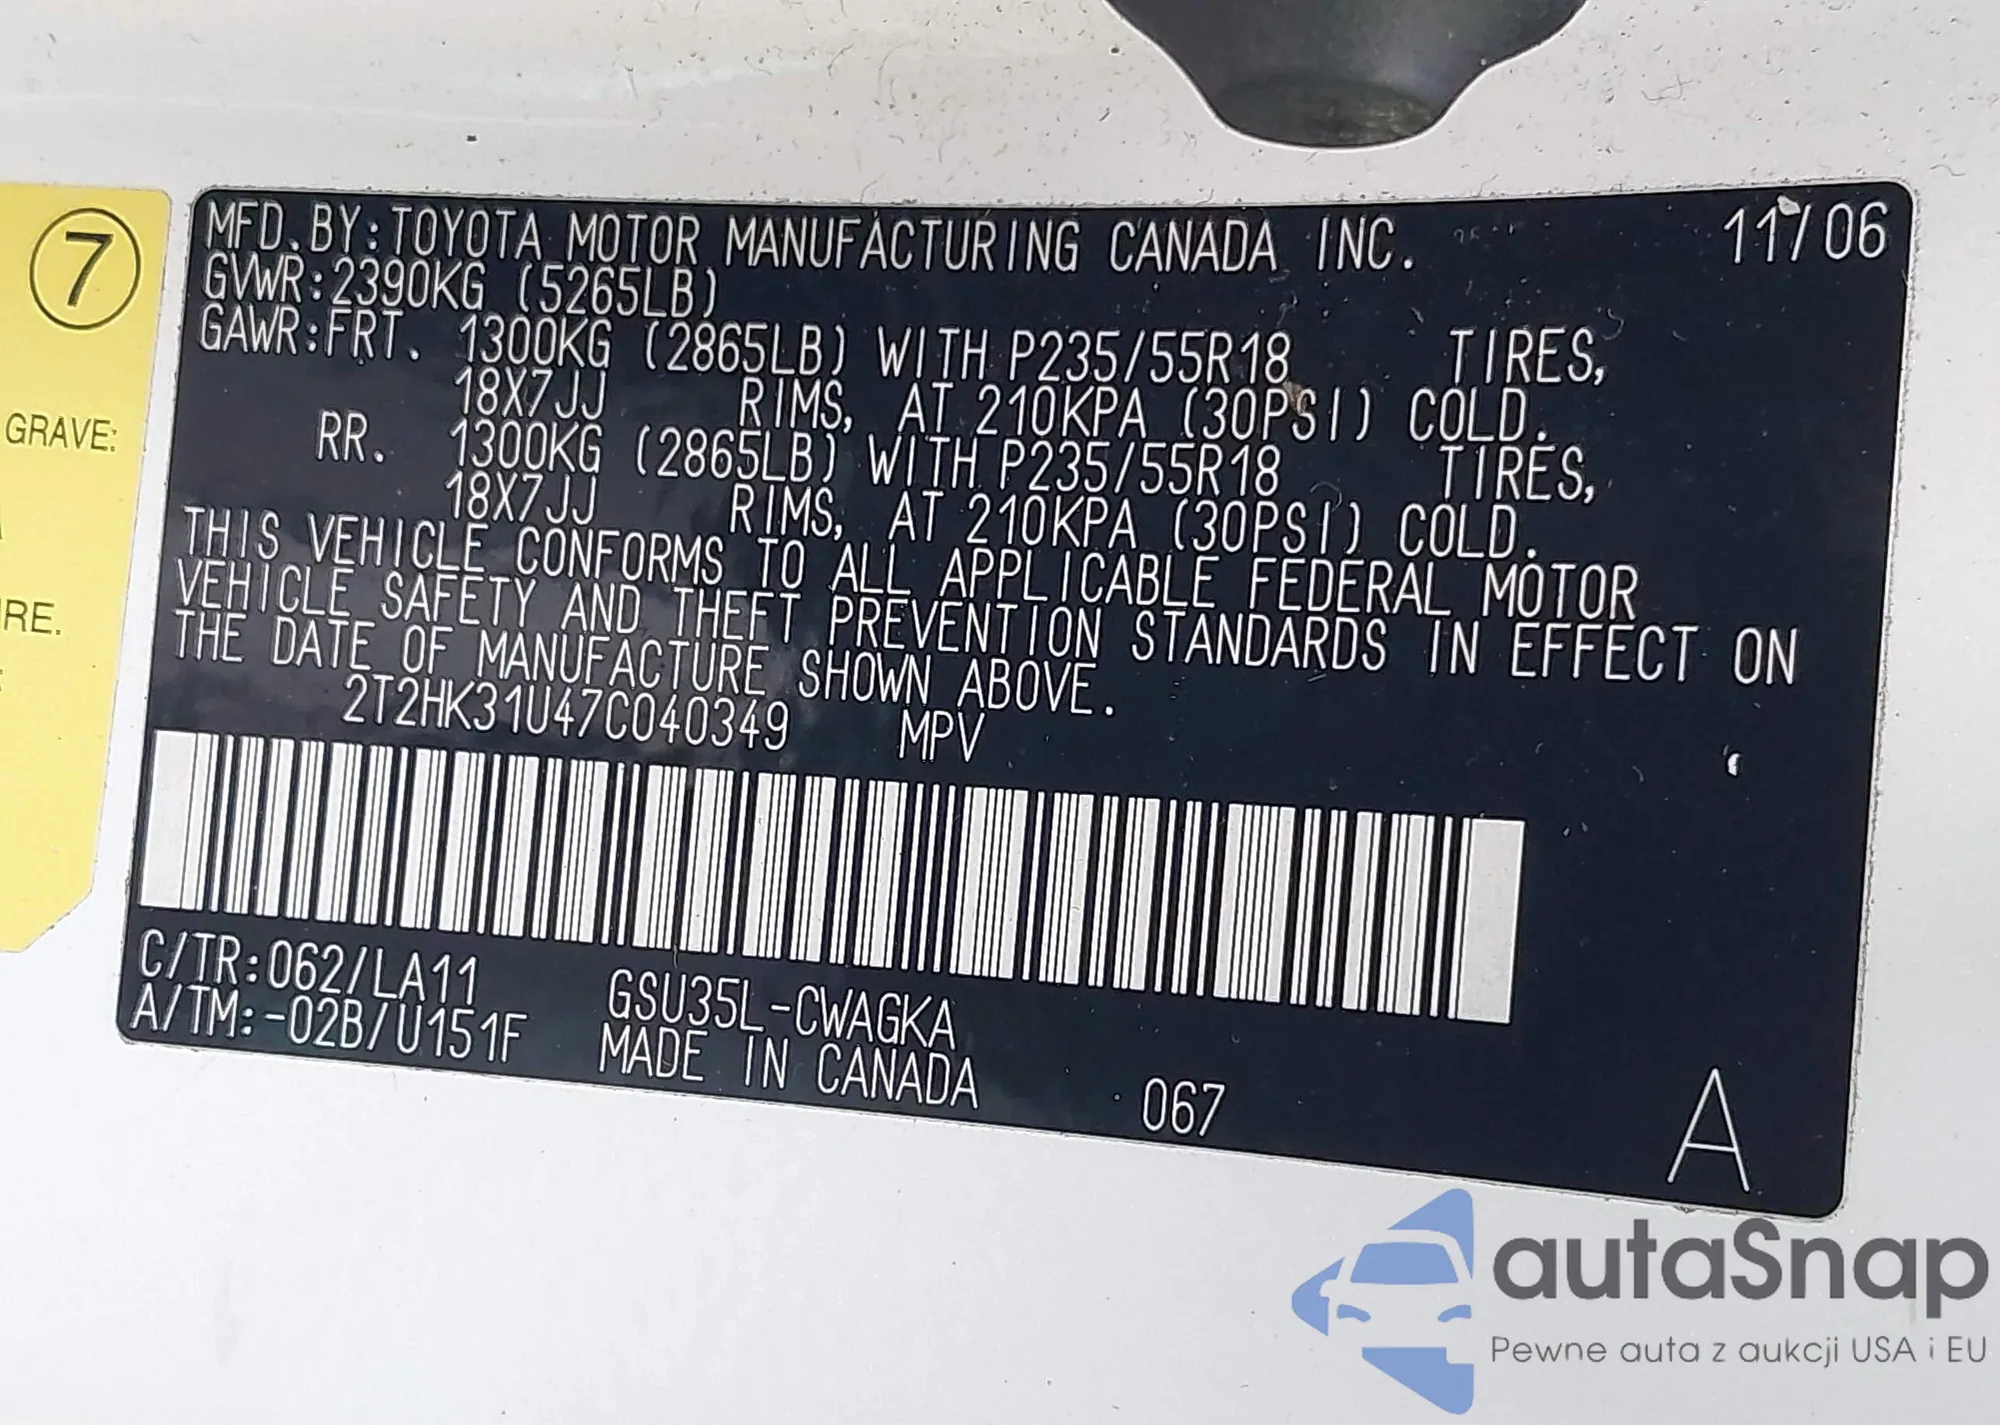 7
GRAVE:
RE.
MFD.BY:TOYOTA MOTOR MANUFACTURING CANADA INC. 11/06
GVWR:2390KG (5265LB)
GAWR:FRT. 1300KG (2865LB) WITH P235/55R18 TIRES,
18X7JJ RIMS, AT 210KPA (30PSI) COLD.
RR. 1300KG (2865LB) WITH P235/55R18 TIRES,
18X7JJ RIMS, AT 210KPA (30PSI) COLD.
THIS VEHICLE CONFORMS TO ALL APPLICABLE FEDERAL MOTOR
VEHICLE SAFETY AND THEFT PREVENTION STANDARDS IN EFFECT ON
THE DATE OF MANUFACTURE SHOWN ABOVE.
2T2HK31U47C040349 MPV
C/TR:062/LA11 GSU35L-CWAGKA
A/TM:-02B/U151F MADE IN CANADA 067 A
autaSnap
Pewne auta z aukcji USA i EU